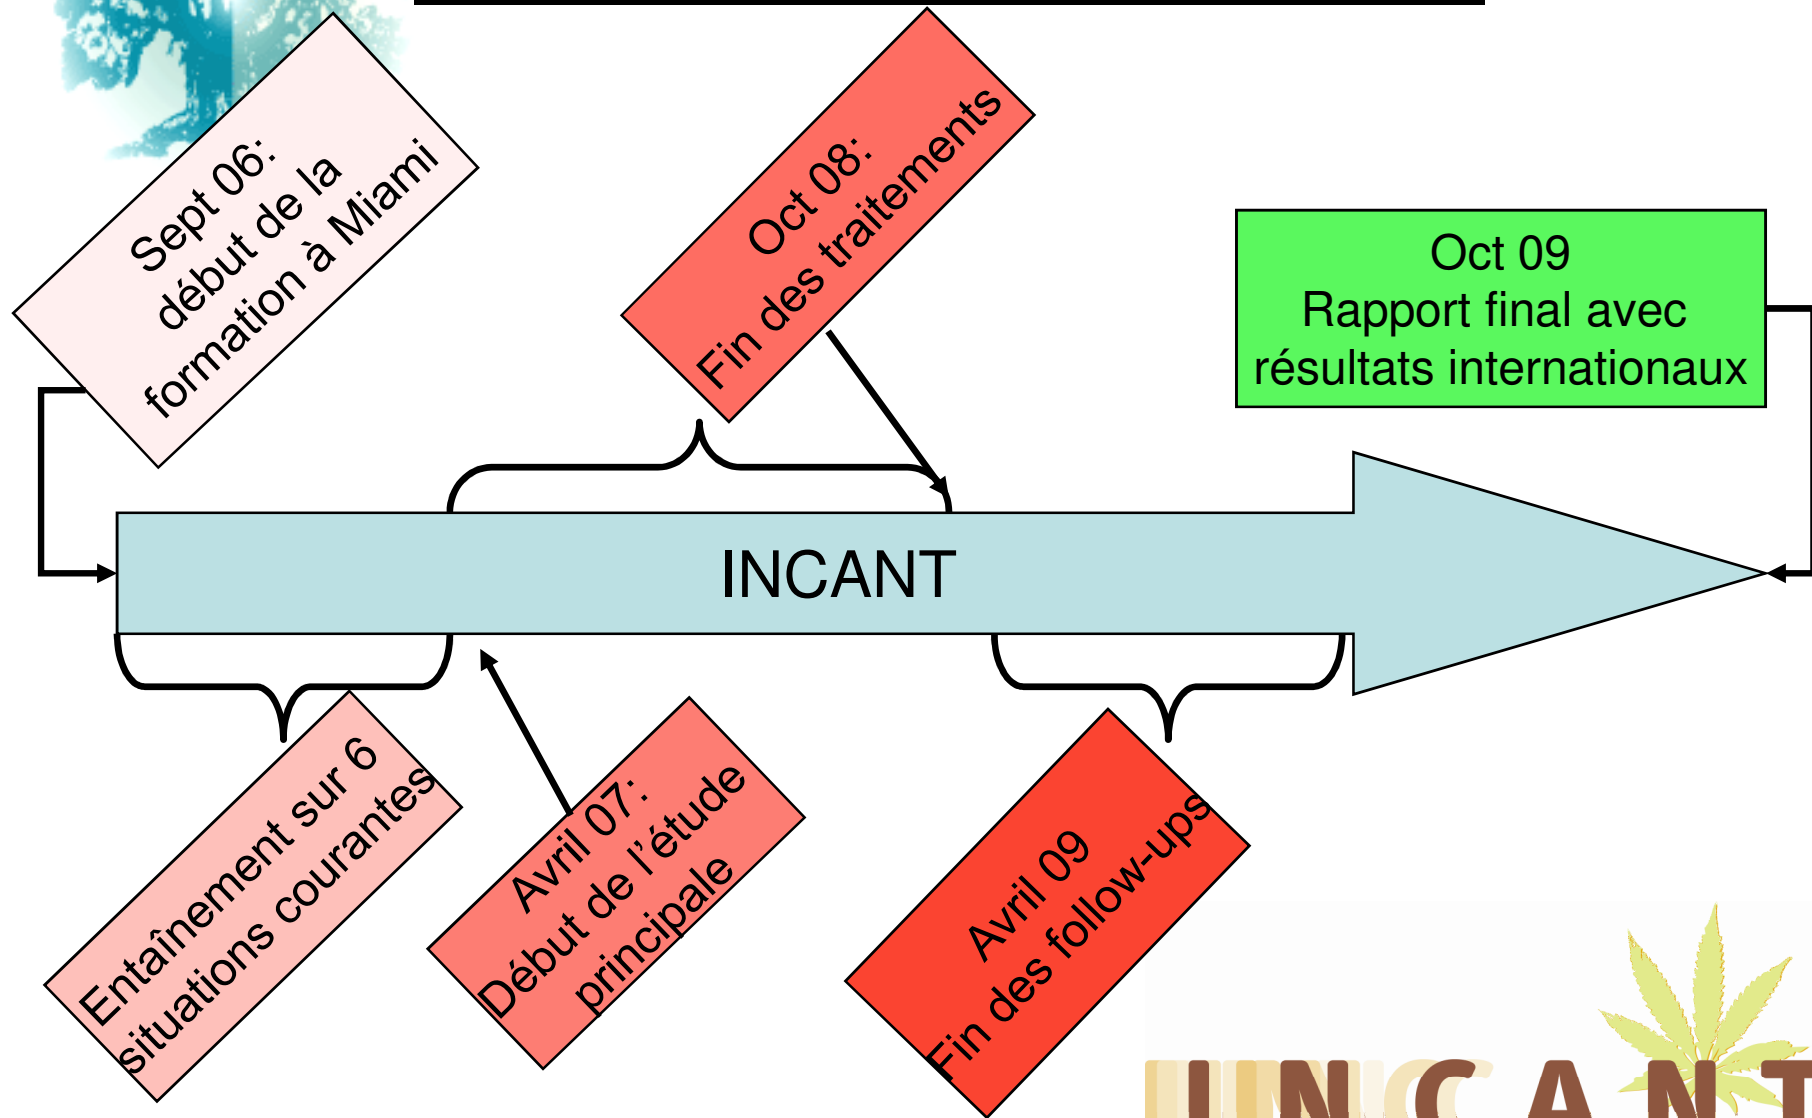 Sept 06:
début de la
formation à Miami
Oct 08:
Fin des traitements
Oct 09
Rapport final avec
résultats internationaux
INCANT
Entaînement sur 6
situations courantes
Avril 07:
Début de l’étude
principale
Avril 09
Fin des follow-ups
INCANT